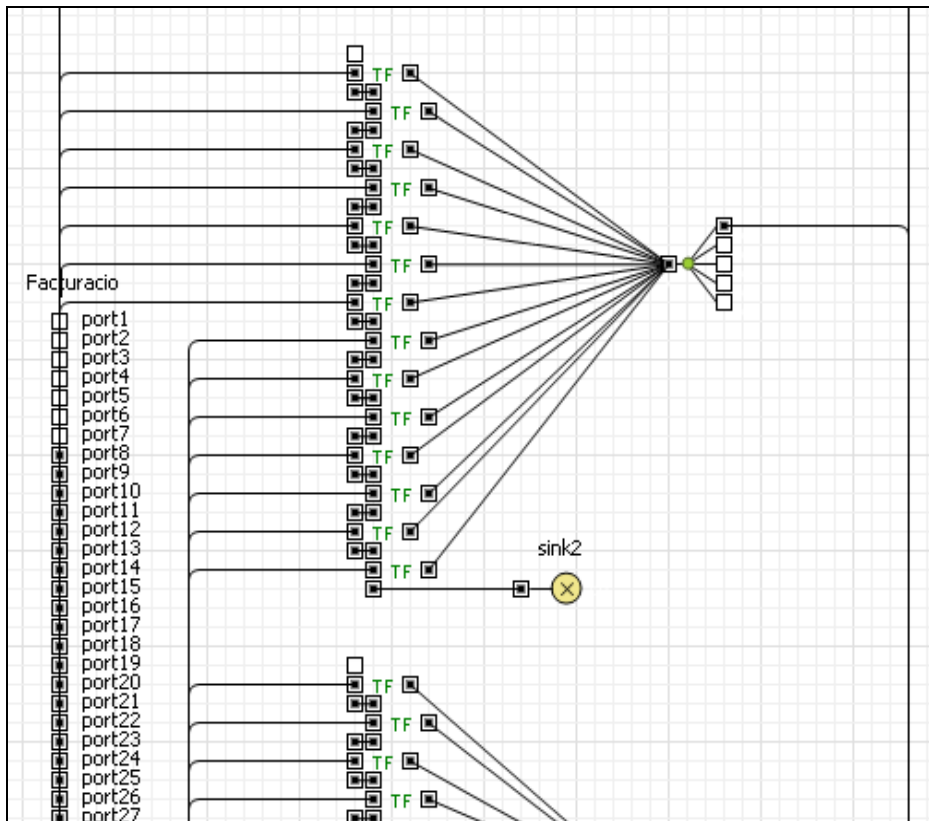 TF
TF
TF
TF
TF
TF
Facturacio
TF
port1
port2
TF
port3
port4
TF
port5
port6
TF
port7
port8
TF
port9
port10
TF
port11
port12
TF
port13
sink2
port14
TF
port15
port16
port17
port18
port19
port20
TF
port21
port22
TF
port23
port24
TF
port25
port26
TF
port27